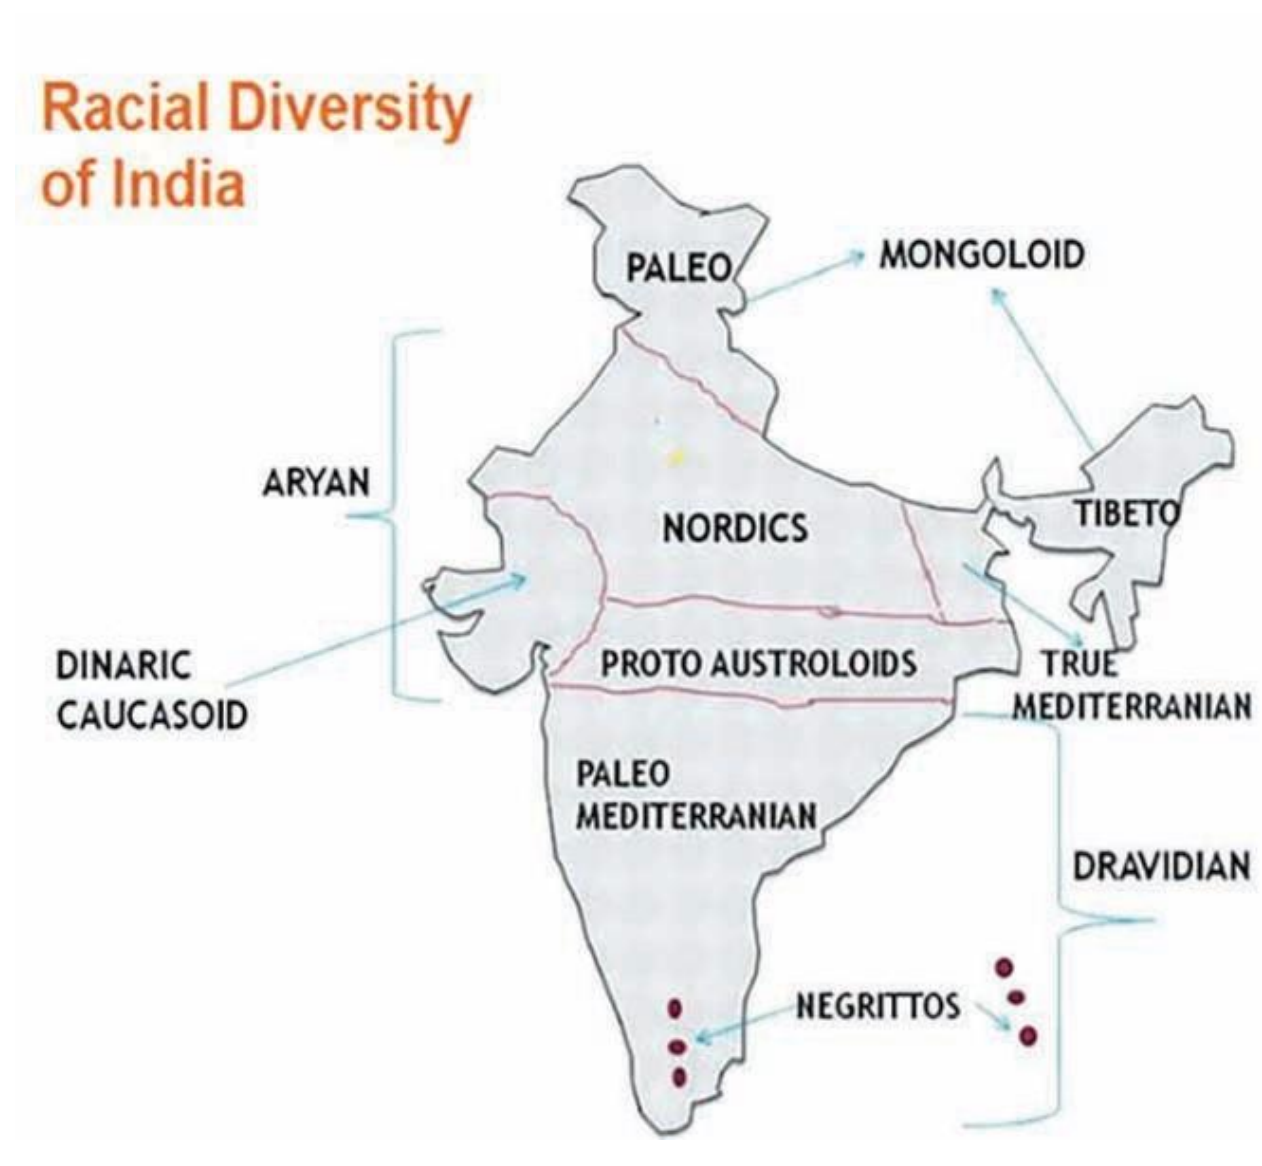 Racial Diversity
of India
PALEO
MONGOLOID
ARYAN
NORDICS
TIBETO
DINARIC
CAUCASOID
PROTO AUSTROLOIDS
TRUE
MEDITERRANIAN
PALEO
MEDITERRANIAN
DRAVIDIAN
NEGRITTOS